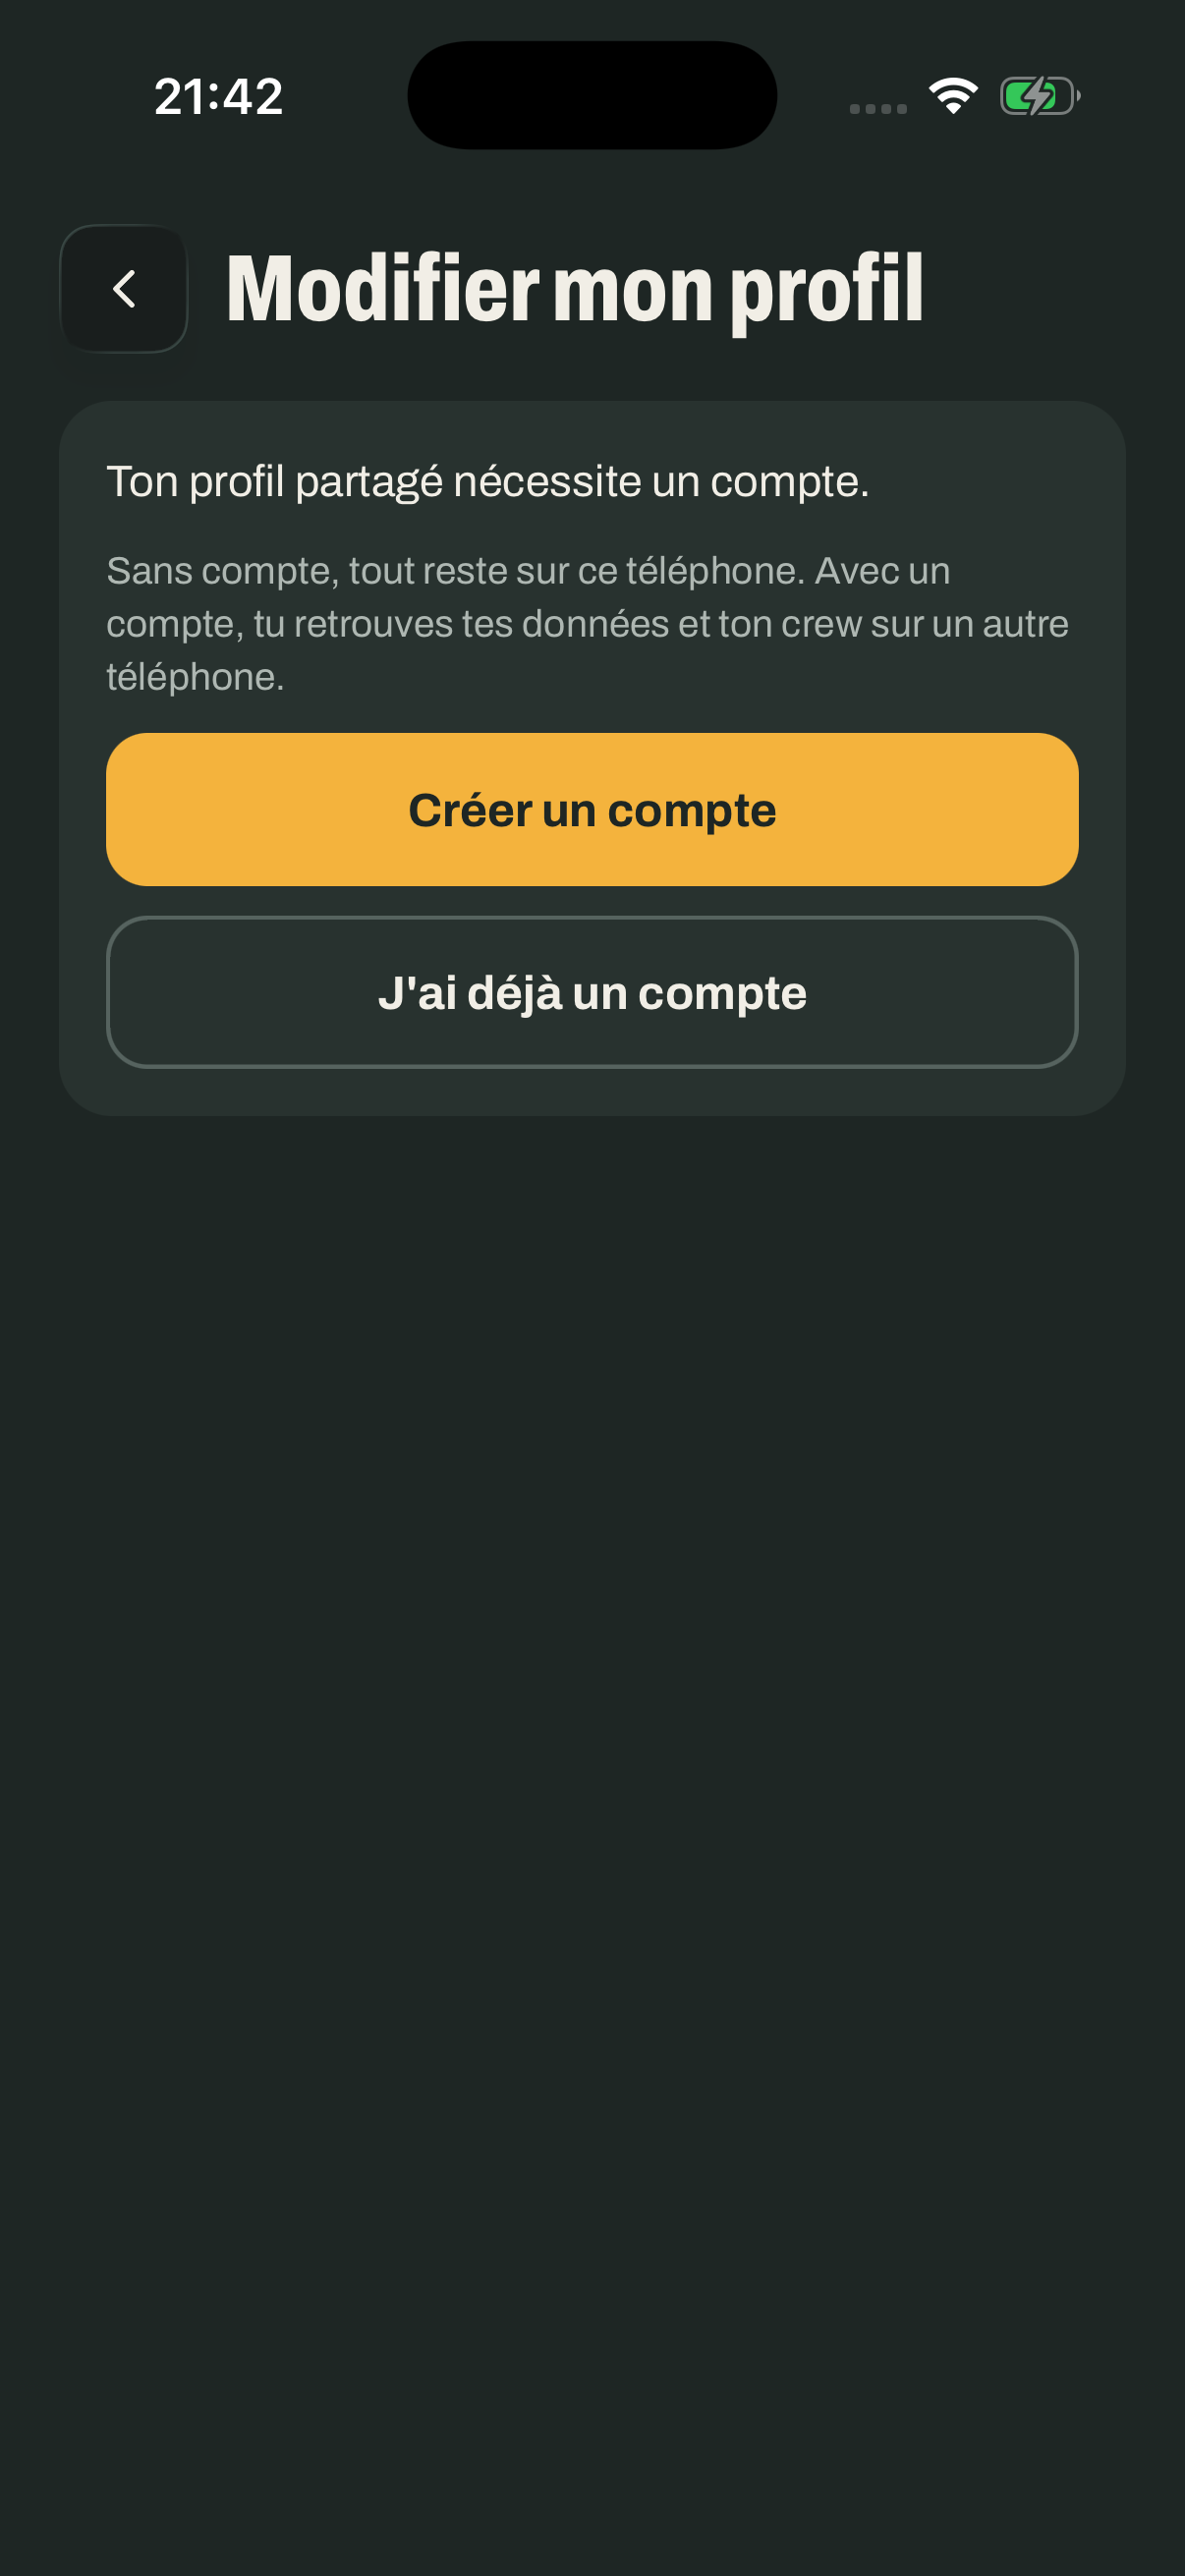 21:42
Modifier mon profil
Ton profil partagé nécessite un compte.
Sans compte, tout reste sur ce téléphone. Avec un
compte, tu retrouves tes données et ton crew sur un autre
téléphone.
Créer un compte
J'ai déjà un compte